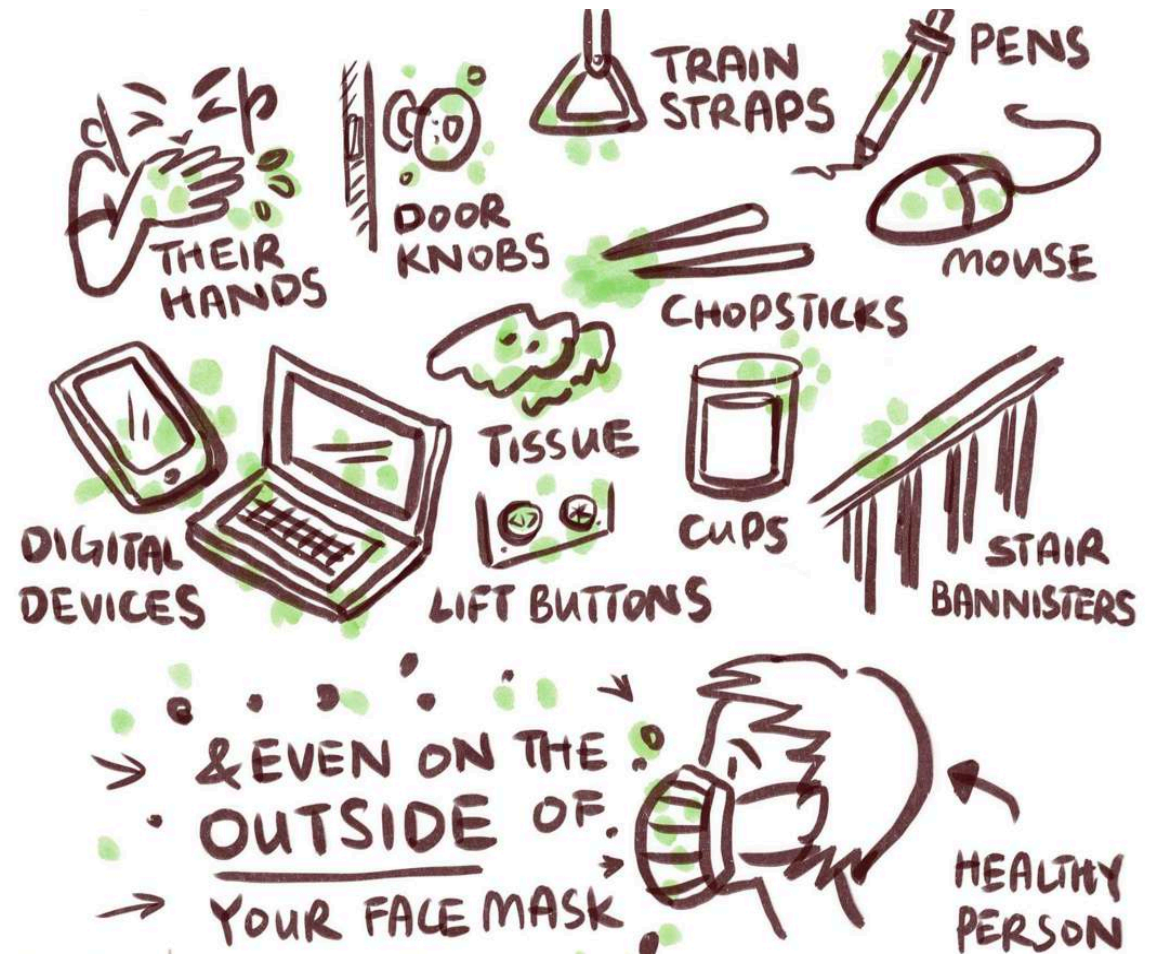 TRAIN
STRAPS
PENS
DOOR
KNOBS
THEIR
HANDS
MOUSE
CHOPSTICKS
TISSUE
CUPS
DIGITAL
DEVICES
LIFT BUTTONS
STAIR
BANNISTERS
& EVEN ON THE
OUTSIDE OF
YOUR FACE MASK
HEALTHY
PERSON